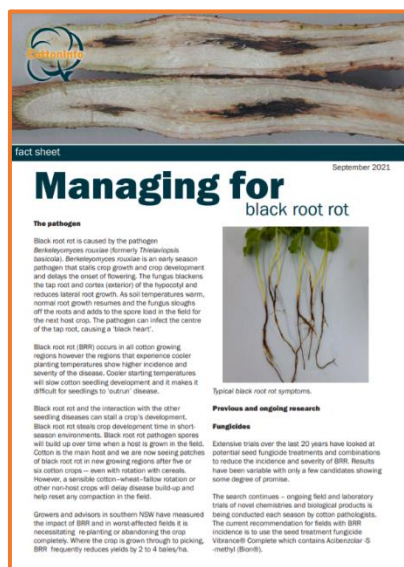 CottonInfo
fact sheet
September 2021
Managing for
black root rot
The pathogen
Black root rot is caused by the pathogen
Berkeleyomyces rouxiae (formerly Thielaviopsis
basicola). Berkeleyomyces rouxiae is an early season
pathogen that stalls crop growth and crop development
and delays the onset of flowering. The fungus blackens
the tap root and cortex (exterior) of the hypocotyl and
reduces lateral root growth. As soil temperatures warm,
normal root growth resumes and the fungus sloughs
off the roots and adds to the spore load in the field for
the next host crop. The pathogen can infect the centre
of the tap root, causing a 'black heart'.
Black root rot (BRR) occurs in all cotton growing
regions however the regions that experience cooler
planting temperatures show higher incidence and
severity of the disease. Cooler starting temperatures
will slow cotton seedling development and it makes it
difficult for seedlings to 'outrun' disease.
Black root rot and the interaction with the other
seedling diseases can stall a crop's development.
Black root rot steals crop development time in short-
season environments. Black root rot pathogen spores
will build up over time when a host is grown in the field.
Cotton is the main host and we are now seeing patches
of black root rot in new growing regions after five or
six cotton crops — even with rotation with cereals.
However, a sensible cotton–wheat–fallow rotation or
other non-host crops will delay disease build-up and
help reset any compaction in the field.
Growers and advisors in southern NSW have measured
the impact of BRR and in worst-affected fields it is
necessitating re-planting or abandoning the crop
completely. Where the crop is grown through to picking,
BRR frequently reduces yields by 2 to 4 bales/ha.
Typical black root rot symptoms.
Previous and ongoing research
Fungicides
Extensive trials over the last 20 years have looked at
potential seed fungicide treatments and combinations
to reduce the incidence and severity of BRR. Results
have been variable with only a few candidates showing
some degree of promise.
The search continues – ongoing field and laboratory
trials of novel chemistries and biological products is
being conducted each season by cotton pathologists.
The current recommendation for fields with BRR
incidence is to use the seed treatment fungicide
Vibrance® Complete which contains Acibenzolar -S
-methyl (Bion®).